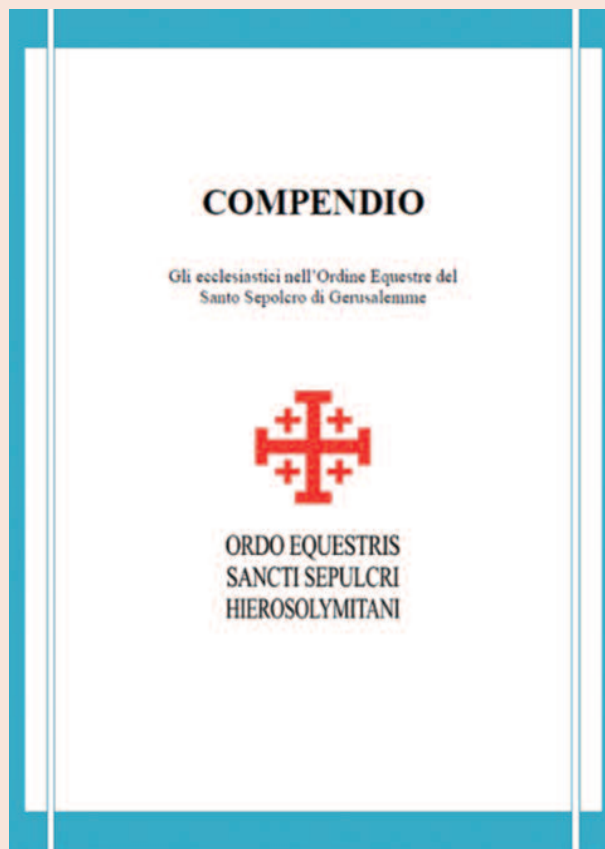 COMPENDIO
Gli ecclesiastici nell'Ordine Equestre del
Santo Sepolcro di Gerusalemme
ORDO EQUESTRIS
SANCTI SEPULCRI
HIEROSOLYMITANI